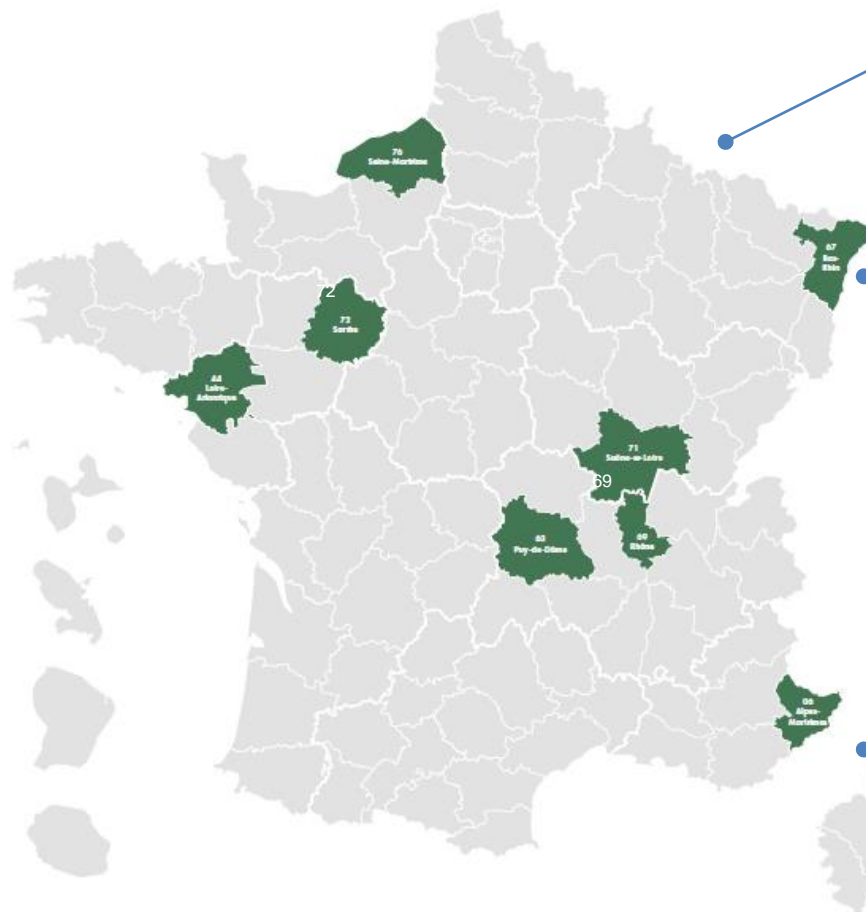 76
Seine-Maritime
67
Bas-
Rhin
72
72
Sarthe
44
Loire-
Atlantique
71
Saône-et-Loire
69
63
Puy-de-Dôme
69
Rhône
06
Alpes-
Maritimes